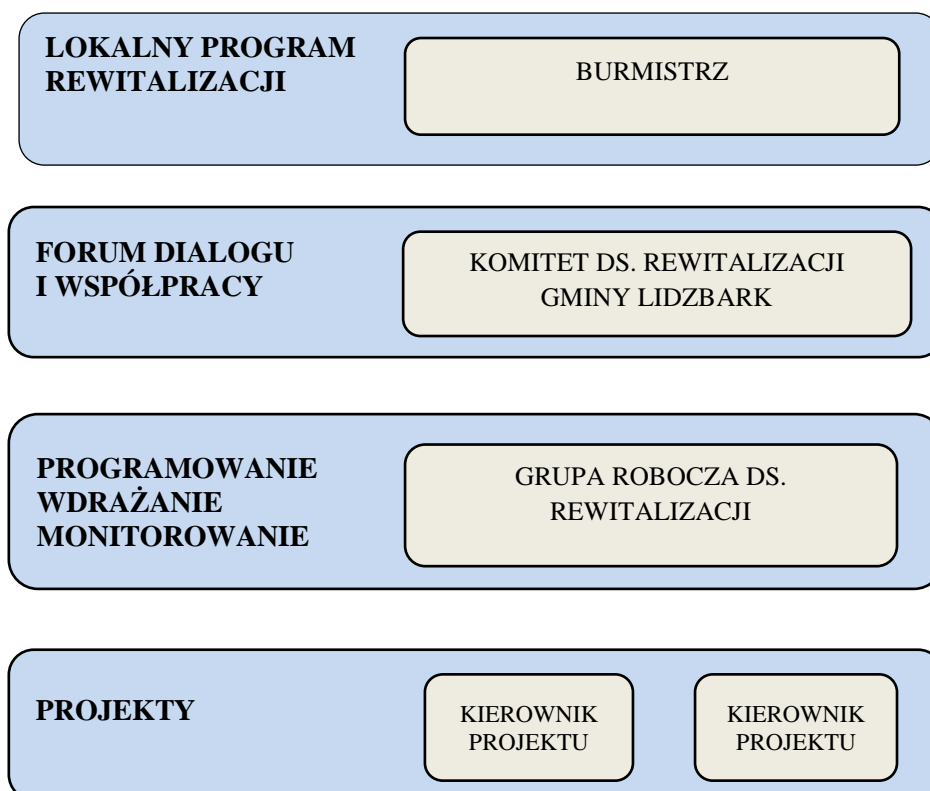 LOKALNY PROGRAM
REWITALIZACJI
BURMISTRZ
FORUM DIALOGU
I WSPÓŁPRACY
KOMITET DS. REWITALIZACJI
GMINY LIDZBARK
PROGRAMOWANIE
WDRAŻANIE
MONITOROWANIE
GRUPA ROBOCZA DS.
REWITALIZACJI
PROJEKTY
KIEROWNIK
PROJEKTU
KIEROWNIK
PROJEKTU